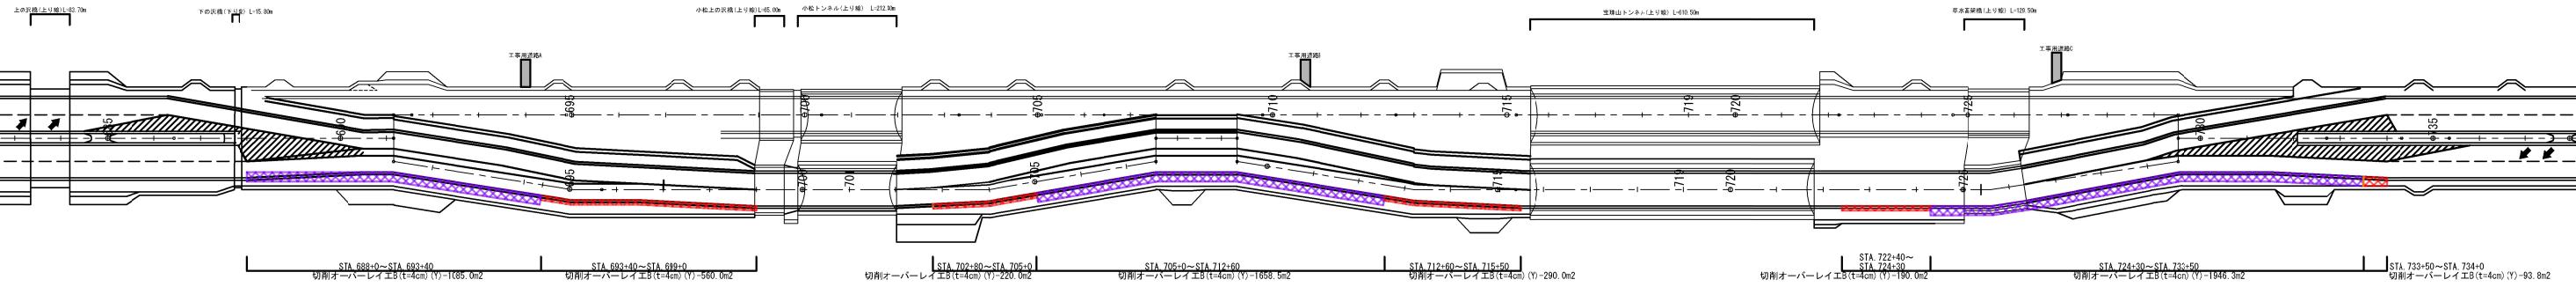 上の沢橋(上り線)L=83.70m
下の沢橋(下り線) L=15.80m
小松上の沢橋(上り線)L=65.00m
小松トンネル(上り線) L=212.10m
宝珠山トンネル(上り線) L=610.50m
工事用道路A
工事用道路B
工事用道路C
685
690
695
700
705
710
715
719
720
725
730
735
695
700
701
705
715
719
720
725
STA.688+0～STA.693+40
切削オーバーレイ工B(t=4cm)(Y)-1085.0m2
STA.693+40～STA.699+0
切削オーバーレイ工B(t=4cm)(Y)-560.0m2
STA.702+80～STA.705+0
切削オーバーレイ工B(t=4cm)(Y)-220.0m2
STA.705+0～STA.712+60
切削オーバーレイ工B(t=4cm)(Y)-1658.5m2
STA.712+60～STA.715+50
切削オーバーレイ工B(t=4cm)(Y)-290.0m2
STA.722+40～
STA.724+30
切削オーバーレイ工B(t=4cm)(Y)-190.0m2
STA.724+30～STA.733+50
切削オーバーレイ工B(t=4cm)(Y)-1946.3m2
STA.733+50～STA.734+0
切削オーバーレイ工B(t=4cm)(Y)-93.8m2